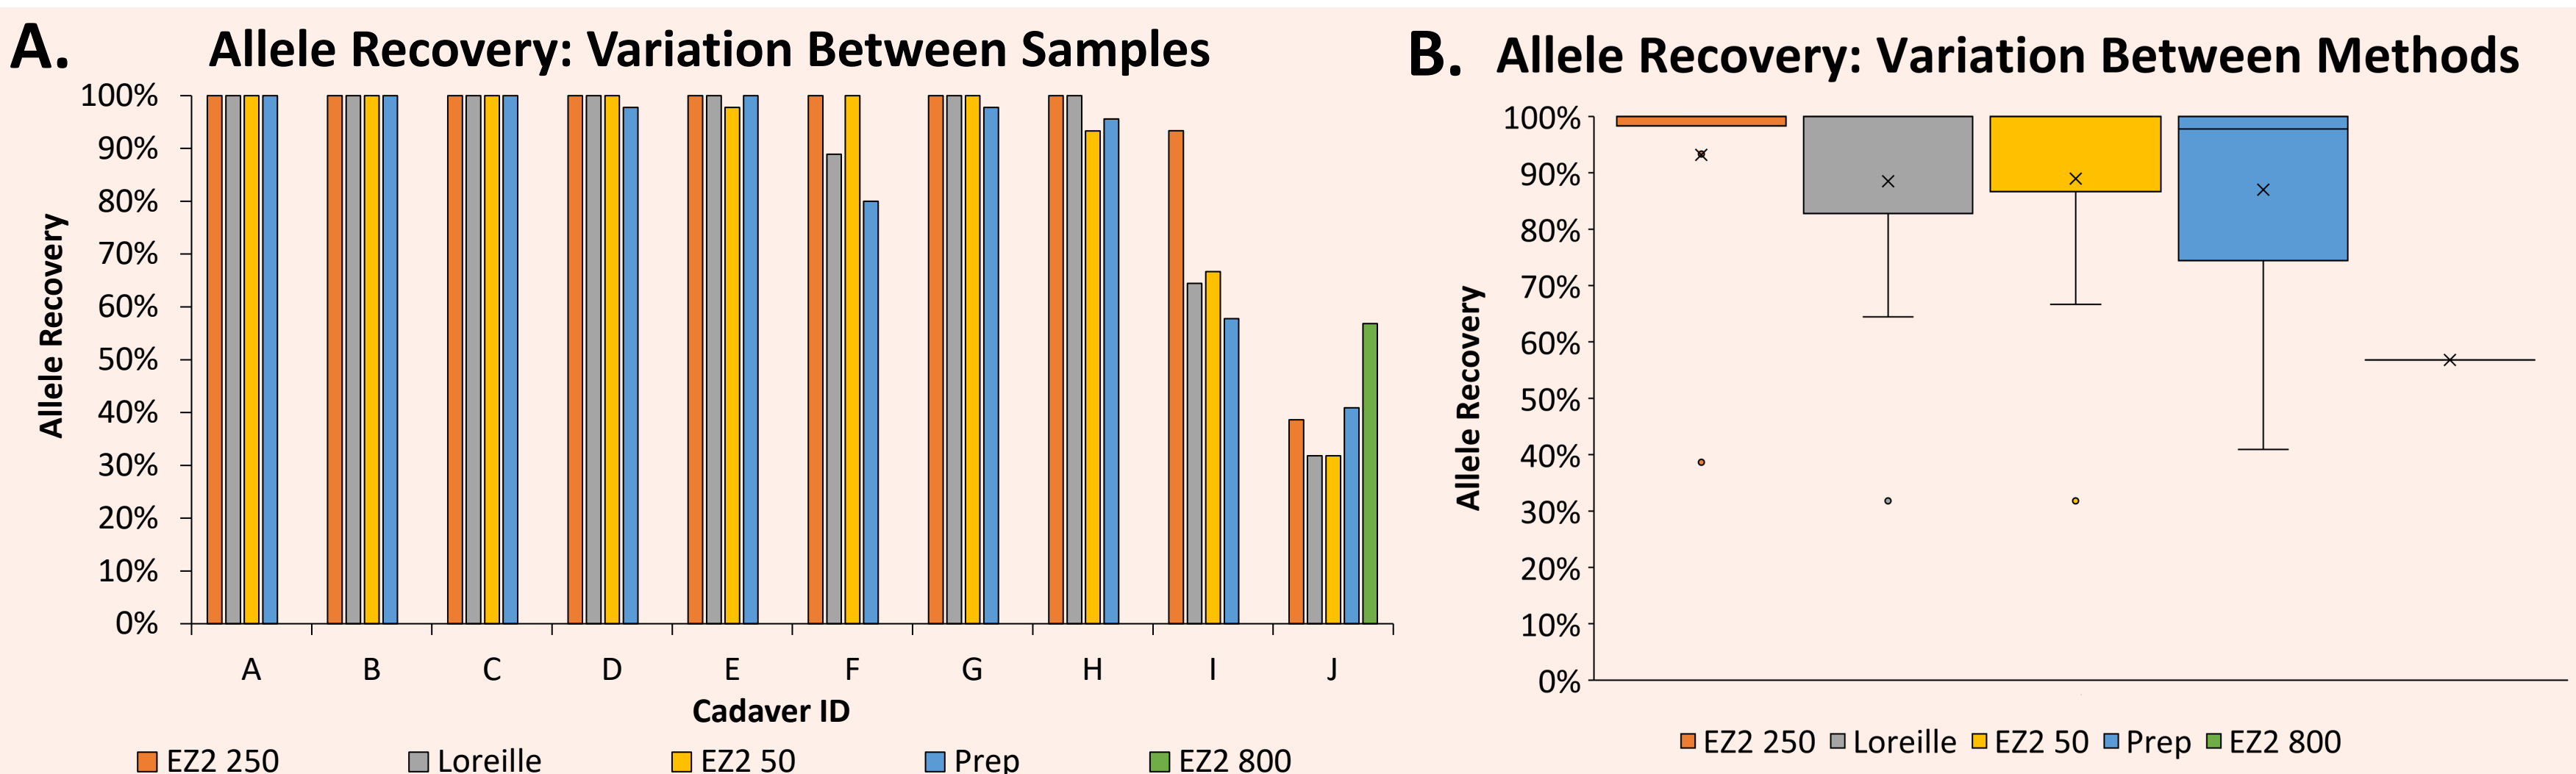 A. Allele Recovery: Variation Between Samples
100%
90%
80%
70%
60%
50%
40%
30%
20%
10%
0%
Allele Recovery
A B C D E F G H I J
Cadaver ID
EZ2 250 Loreille EZ2 50 Prep EZ2 800
B. Allele Recovery: Variation Between Methods
100%
90%
80%
70%
60%
50%
40%
30%
20%
10%
0%
Allele Recovery
EZ2 250 Loreille EZ2 50 Prep EZ2 800